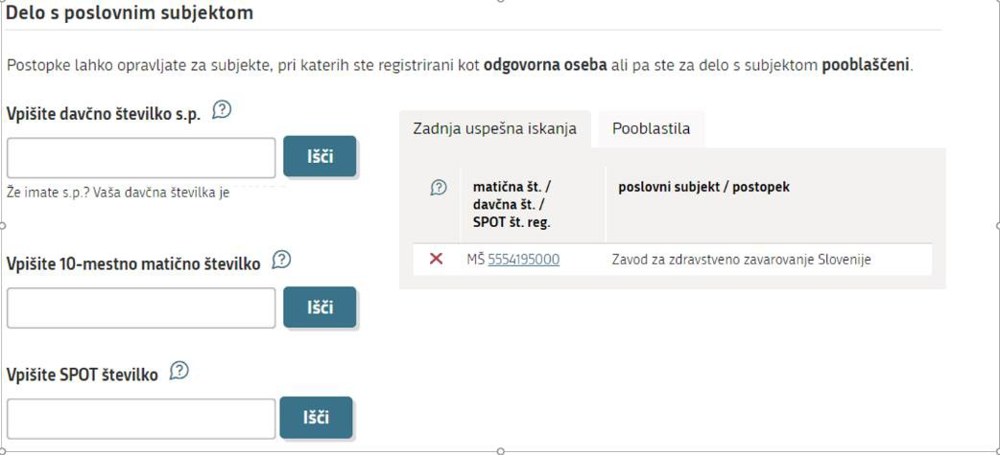 Delo s poslovnim subjektom
Postopke lahko opravljate za subjekte, pri katerih ste registrirani kot odgovorna oseba ali pa ste za delo s subjektom pooblaščeni.
Vpišite davčno številko s.p.
Išči
Že imate s.p.? Vaša davčna številka je
Vpišite 10-mestno matično številko
Išči
Vpišite SPOT številko
Išči
Zadnja uspešna iskanja
Pooblastila
matična št. /
davčna št. /
SPOT št. reg.
poslovni subjekt / postopek
MŠ 5554195000
Zavod za zdravstveno zavarovanje Slovenije